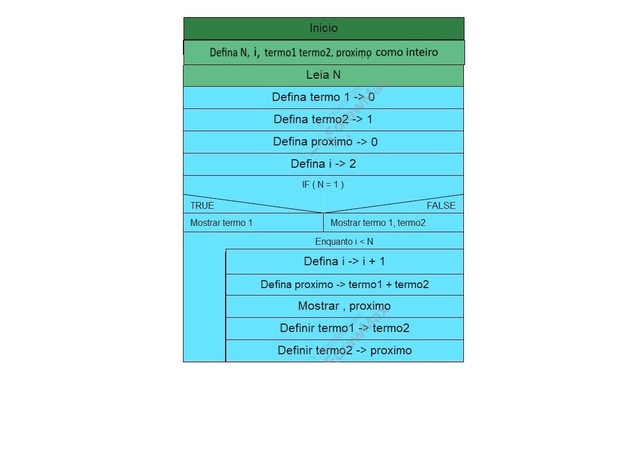 Inicio
Defina N, i, termo1 termo2, proximo como inteiro
Leia N
Defina termo 1 -> 0
Defina termo2 -> 1
Defina proximo -> 0
Defina i -> 2
IF ( N = 1 )
TRUE FALSE
Mostrar termo 1 Mostrar termo 1, termo2
Enquanto i < N
Defina i -> i + 1
Defina proximo -> termo1 + termo2
Mostrar , proximo
Definir termo1 -> termo2
Definir termo2 -> proximo